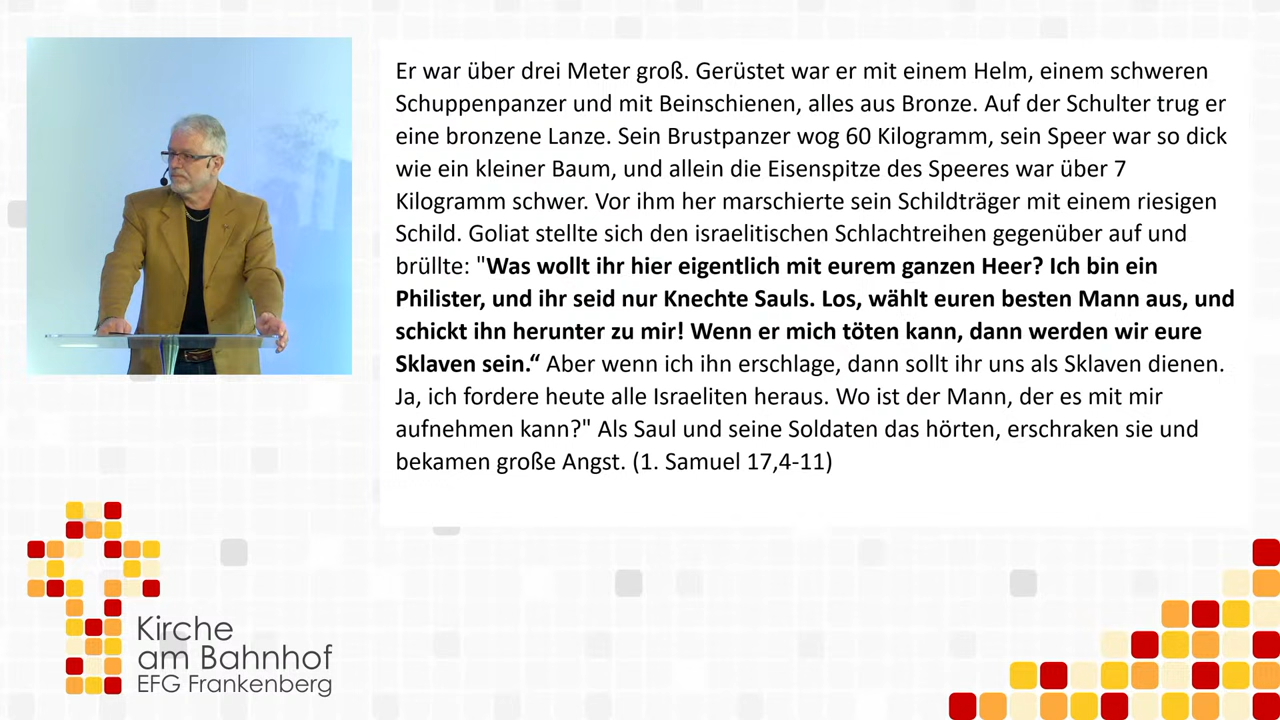 Er war über drei Meter groß. Gerüstet war er mit einem Helm, einem schweren
Schuppenpanzer und mit Beinschienen, alles aus Bronze. Auf der Schulter trug er
eine bronzene Lanze. Sein Brustpanzer wog 60 Kilogramm, sein Speer war so dick
wie ein kleiner Baum, und allein die Eisenspitze des Speeres war über 7
Kilogramm schwer. Vor ihm her marschierte sein Schildträger mit einem riesigen
Schild. Goliat stellte sich den israelitischen Schlachtreihen gegenüber auf und
brüllte: "Was wollt ihr hier eigentlich mit eurem ganzen Heer? Ich bin ein
Philister, und ihr seid nur Knechte Sauls. Los, wählt euren besten Mann aus, und
schickt ihn herunter zu mir! Wenn er mich töten kann, dann werden wir eure
Sklaven sein.“ Aber wenn ich ihn erschlage, dann sollt ihr uns als Sklaven dienen.
Ja, ich fordere heute alle Israeliten heraus. Wo ist der Mann, der es mit mir
aufnehmen kann?" Als Saul und seine Soldaten das hörten, erschraken sie und
bekamen große Angst. (1. Samuel 17,4-11)
Kirche
am Bahnhof
EFG Frankenberg